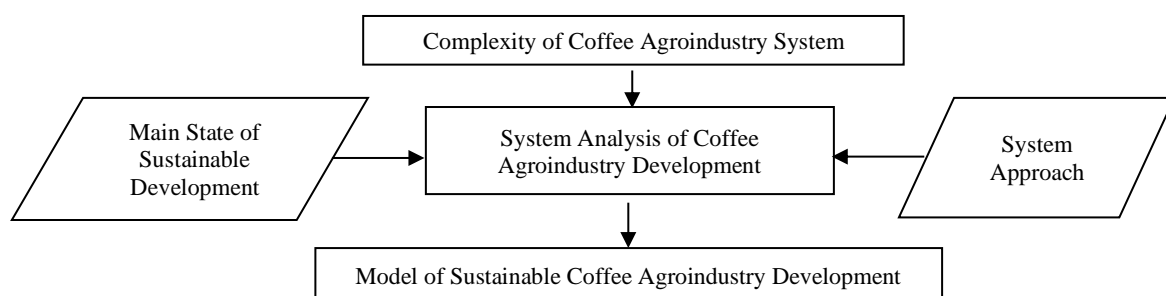 Complexity of Coffee Agroindustry System
Main State of
Sustainable
Development
System Analysis of Coffee
Agroindustry Development
System
Approach
Model of Sustainable Coffee Agroindustry Development